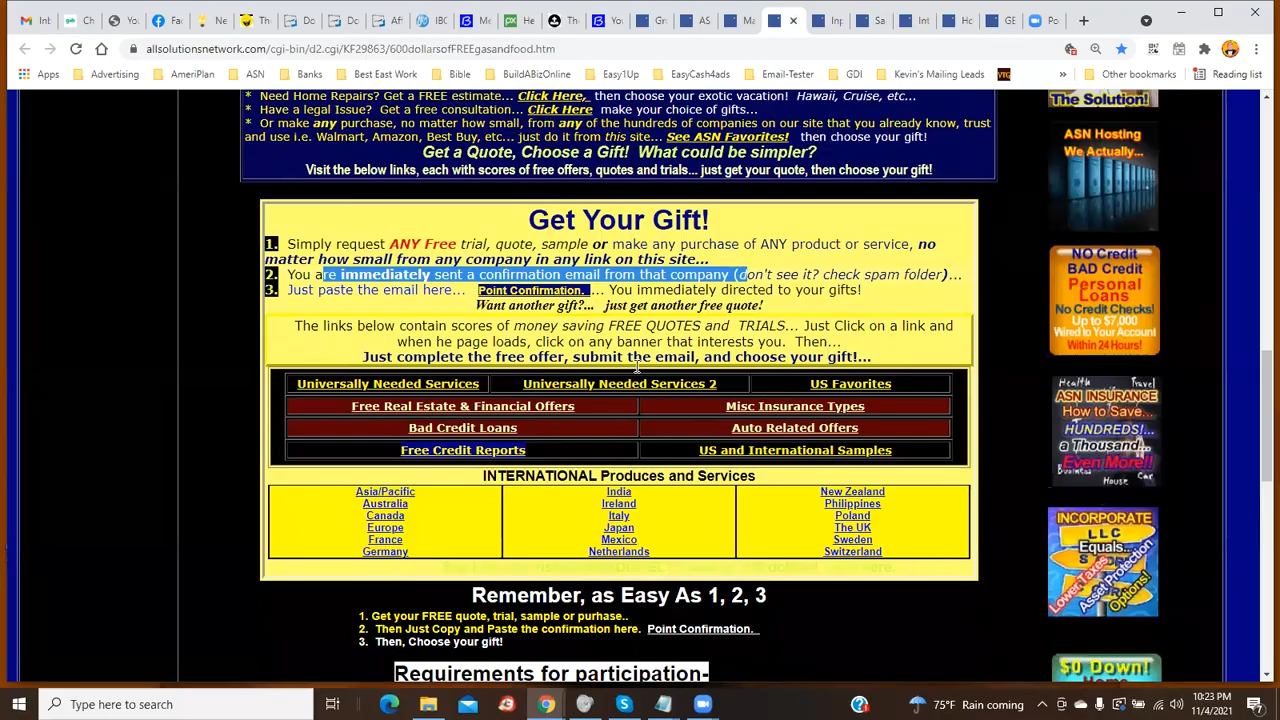 allsolutionsnetwork.com/cgi-bin/d2.cgi/KF29863/600dollarsofFREEgasandfood.htm
Apps Advertising AmeriPlan ASN Banks Best East Work Bible BuildABizOnline Easy1Up EasyCash4ads Email-Tester GDI Kevin's Mailing Leads » Other bookmarks Reading list
* Need Home Repairs? Get a FREE estimate... Click Here, then choose your exotic vacation! Hawaii, Cruise, etc...
* Have a legal Issue? Get a free consultation... Click Here make your choice of gifts...
* Or make any purchase, no matter how small, from any of the hundreds of companies on our site that you already know, trust
and use i.e. Walmart, Amazon, Best Buy, etc... just do it from this site... See ASN Favorites! then choose your gift!
Get a Quote, Choose a Gift! What could be simpler?
Visit the below links, each with scores of free offers, quotes and trials... just get your quote, then choose your gift!
Get Your Gift!
1. Simply request ANY Free trial, quote, sample or make any purchase of ANY product or service, no
matter how small from any company in any link on this site...
2. You are immediately sent a confirmation email from that company (don't see it? check spam folder)...
3. Just paste the email here... Point Confirmation. ... You immediately directed to your gifts!
Want another gift?... just get another free quote!
The links below contain scores of money saving FREE QUOTES and TRIALS... Just Click on a link and
when he page loads, click on any banner that interests you. Then...
Just complete the free offer, submit the email, and choose your gift!...
Universally Needed Services Universally Needed Services 2 US Favorites
Free Real Estate & Financial Offers Misc Insurance Types
Bad Credit Loans Auto Related Offers
Free Credit Reports US and International Samples
INTERNATIONAL Produces and Services
Asia/Pacific India New Zealand
Australia Ireland Philippines
Canada Italy Poland
Europe Japan The UK
France Mexico Sweden
Germany Netherlands Switzerland
Remember, as Easy As 1, 2, 3
1. Get your FREE quote, trial, sample or purhase..
2. Then Just Copy and Paste the confirmation here. Point Confirmation.
3. Then, Choose your gift!
Requirements for participation-
The Solution!
ASN Hosting
We Actually...
NO Credit
BAD Credit
Personal
Loans
No Credit Checks!
Up to $7,000
Wired to Your Account
Within 24 Hours!
Health Travel
ASN INSURANCE
How to Save...
HUNDREDS!...
a Thousand...
Even More!!
Business Car
House
INCORPORATE
LLC
Equals..
Lower Taxes
Asset Protection
Options!
$0 Down!
Home
Type here to search
75°F Rain coming
10:23 PM
11/4/2021